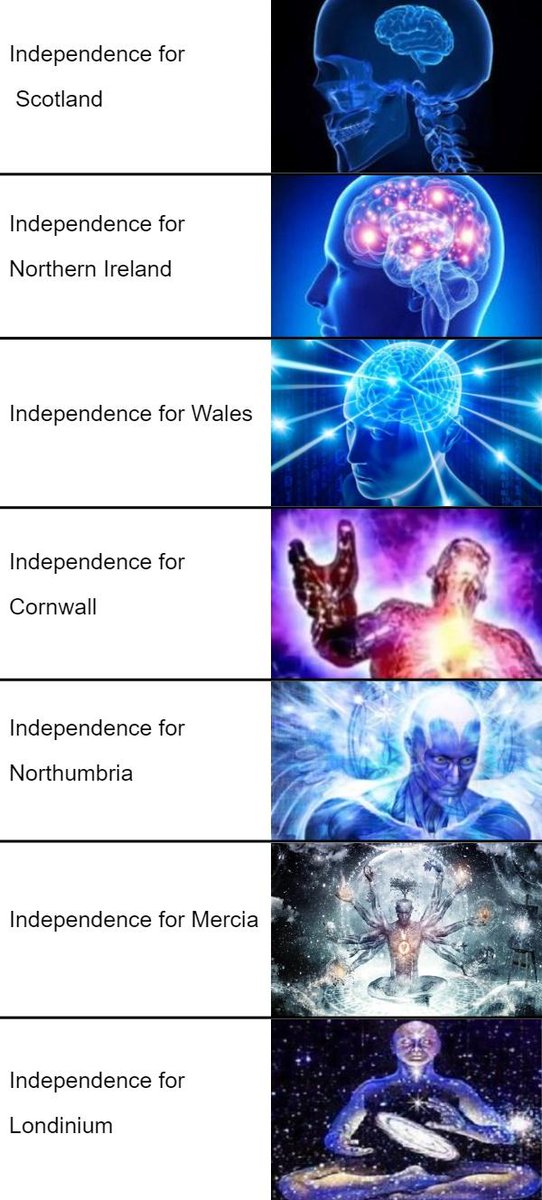 Independence for
Scotland
Independence for
Northern Ireland
Independence for Wales
Independence for
Cornwall
Independence for
Northumbria
Independence for Mercia
Independence for
Londinium